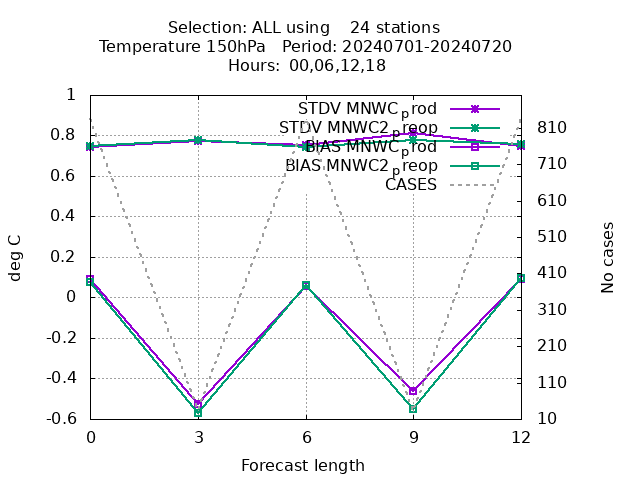 Selection: ALL using    24 stations
Temperature 150hPa   Period: 20240701-20240720
Hours: 00,06,12,18
STDV MNWC_prod
STDV MNWC2_preop
BIAS MNWC_prod
BIAS MNWC2_preop
CASES
1
0.8
0.6
0.4
0.2
0
-0.2
-0.4
-0.6
deg C
810
710
610
510
410
310
210
110
10
No cases
0 3 6 9 12
Forecast length